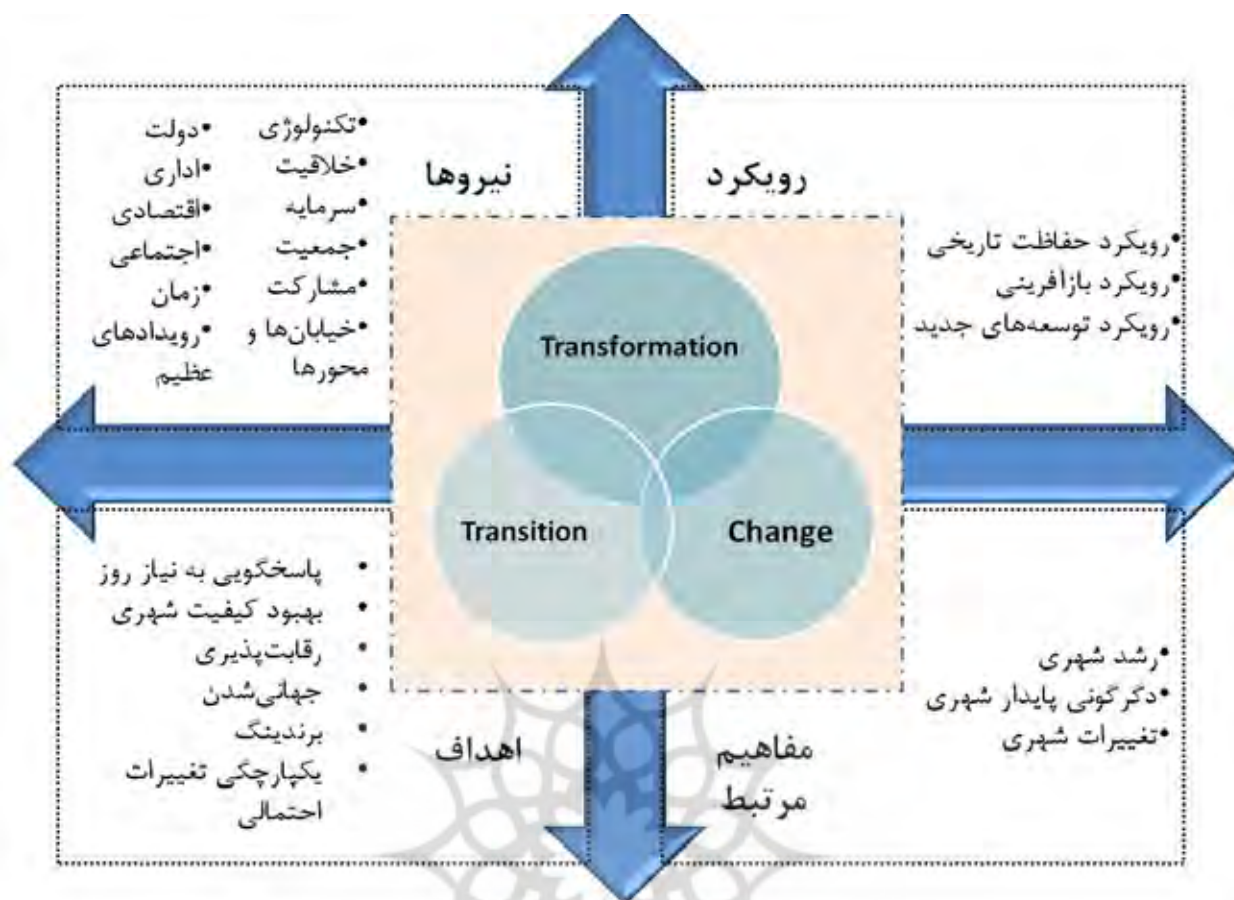 رویکرد
•رویکرد حفاظت تاریخی
•رویکرد بازآفرینی
•رویکرد توسعه‌های جدید
نیروها
•تکنولوژی
•خلاقیت
•سرمایه
•جمعیت
•مشارکت
•خیابان‌ها و
محورها
•دولت
•اداری
•اقتصادی
•اجتماعی
•زمان
•رویدادهای
عظیم
Transformation
Transition
Change
مفاهیم
مرتبط
•رشد شهری
•دگرگونی پایدار شهری
•تغییرات شهری
اهداف
• پاسخگویی به نیاز روز
• بهبود کیفیت شهری
• رقابت‌پذیری
• جهانی‌شدن
• برندینگ
• یکپارچگی تغییرات
احتمالی